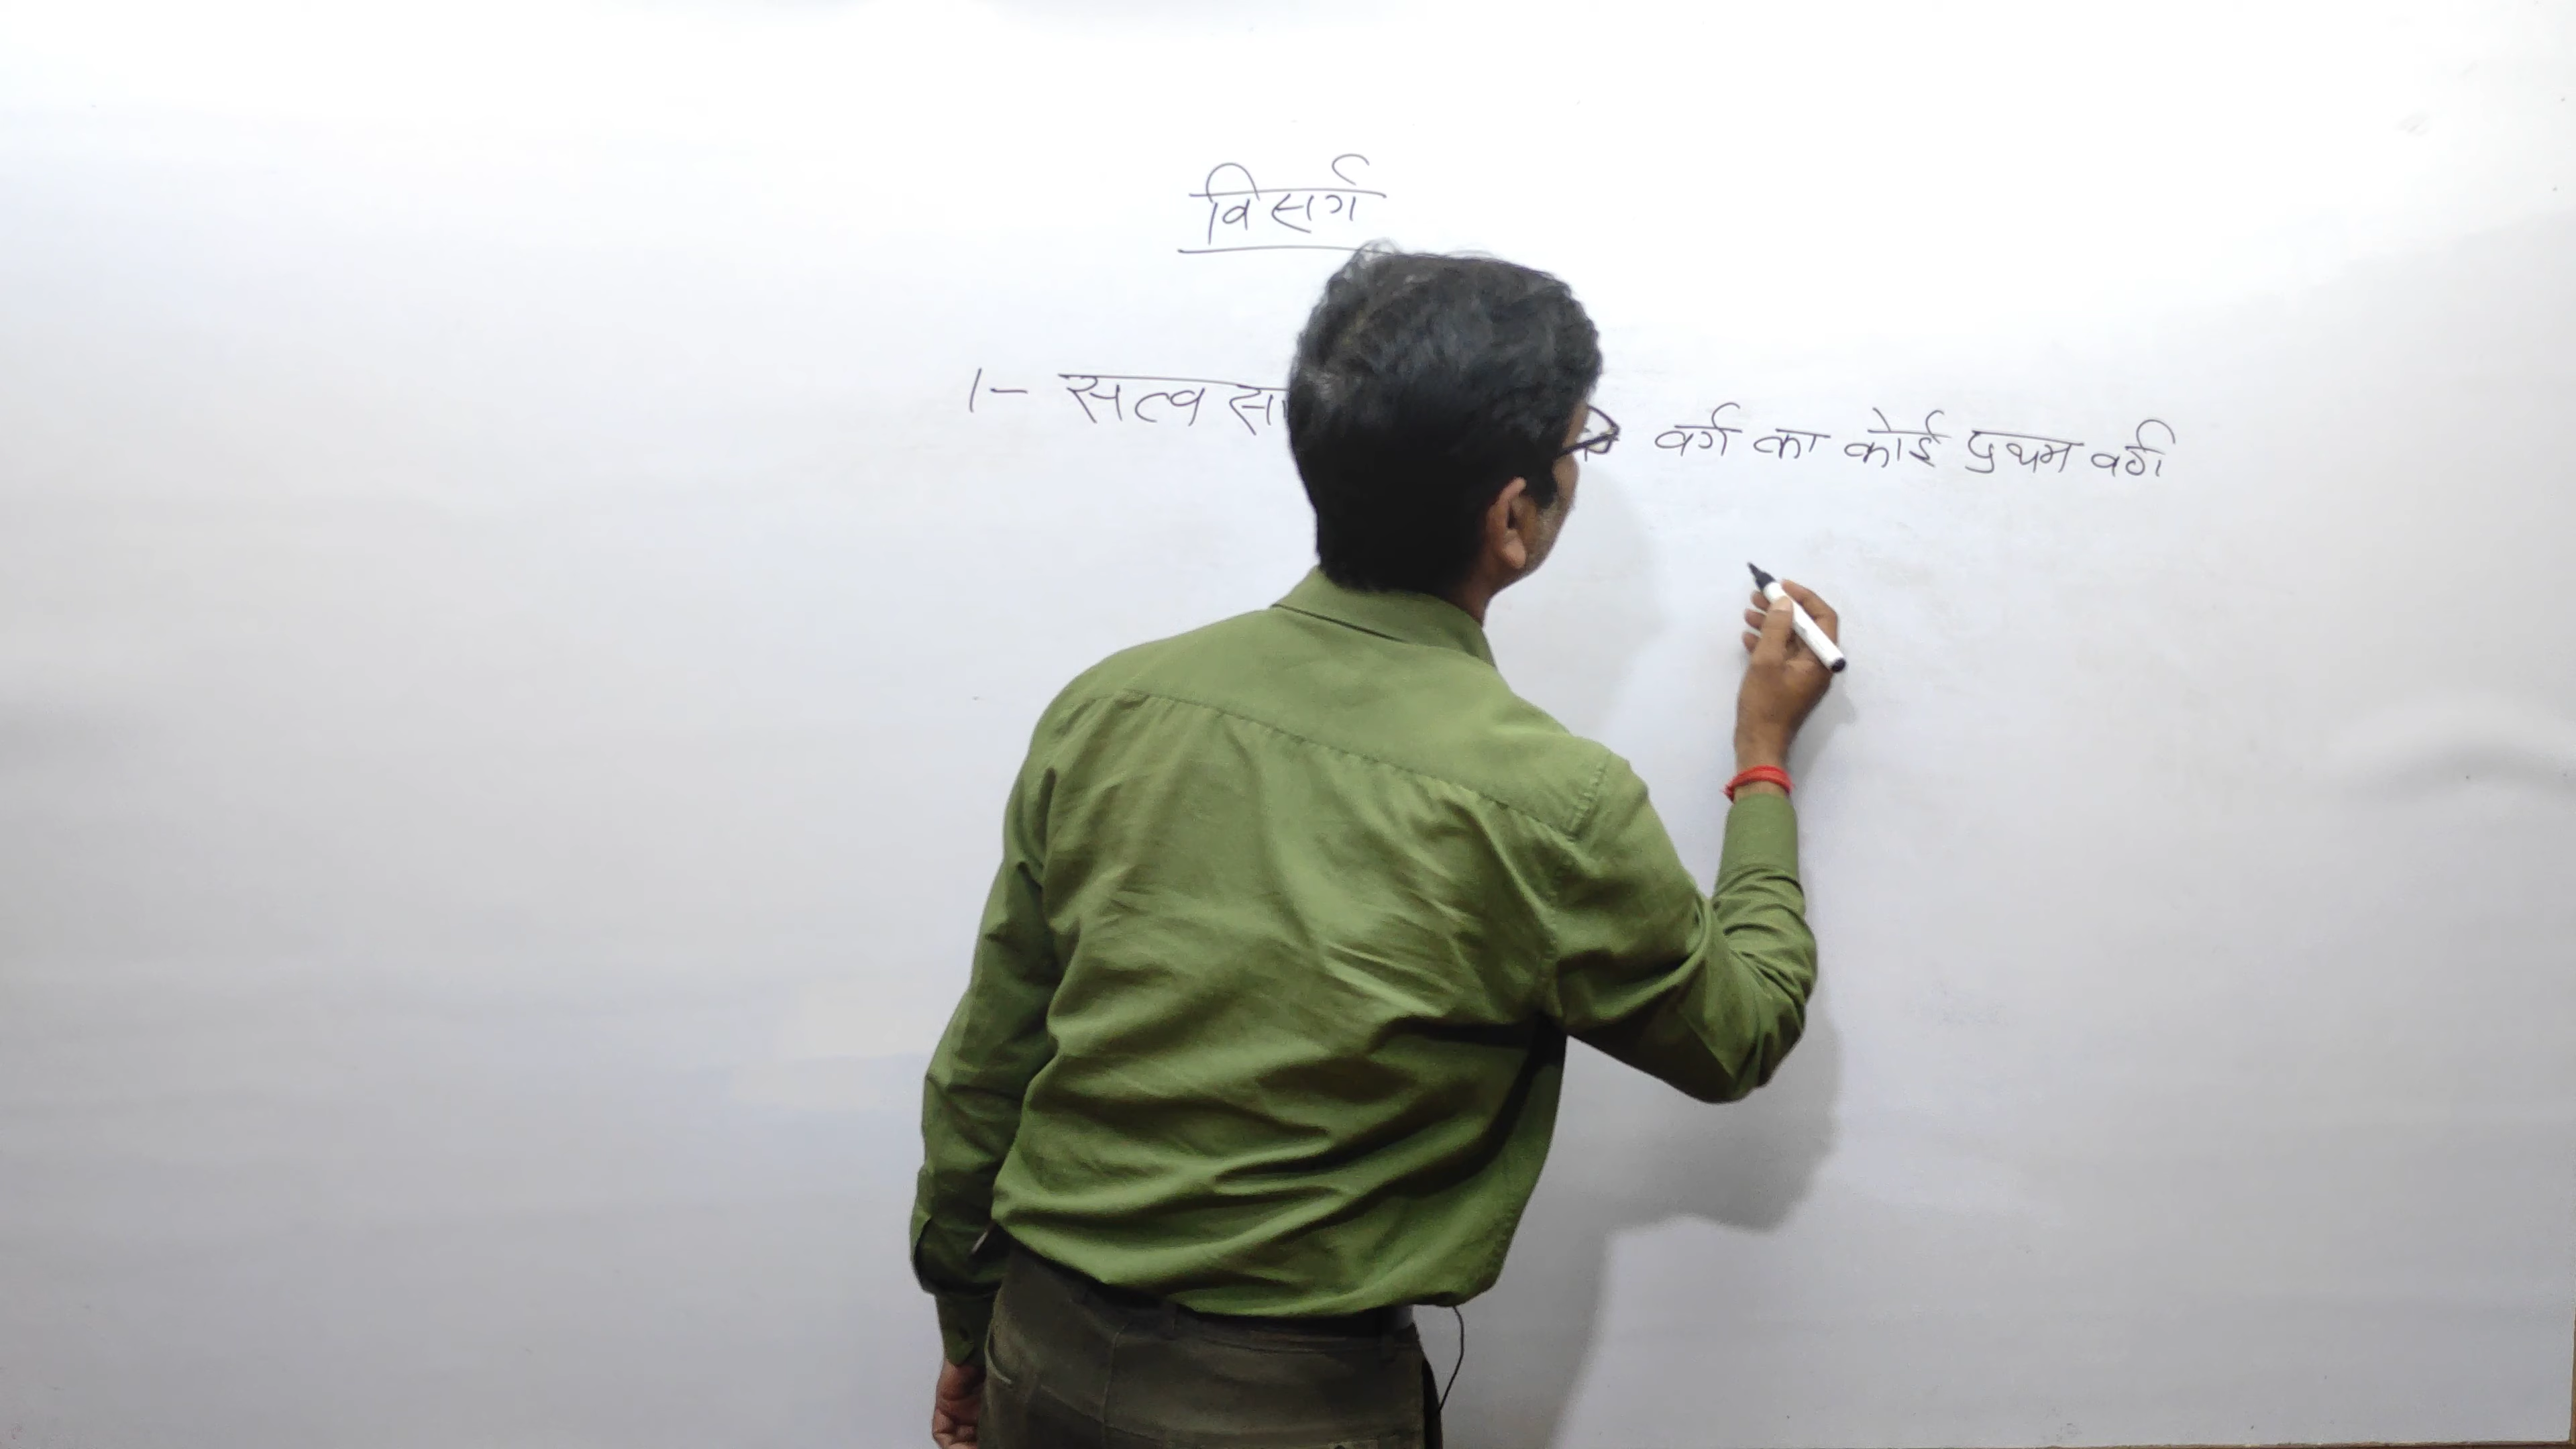 विसर्ग
1- सत्व वर्ग का कोई प्रथम वर्ण